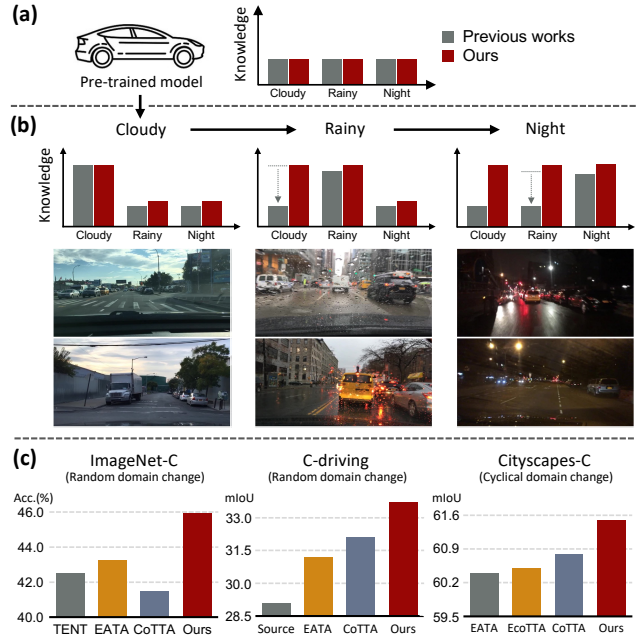 (a)
Pre-trained model
Knowledge
Cloudy Rainy Night
Previous works
Ours
(b)
Cloudy Rainy Night
Knowledge
Cloudy Rainy Night
Cloudy Rainy Night
Cloudy Rainy Night
(c)
ImageNet-C
(Random domain change)
Acc.(%)
46.0
44.0
42.0
40.0
TENT EATA CoTTA Ours
C-driving
(Random domain change)
mIoU
33.0
31.5
30.0
28.5
Source EATA CoTTA Ours
Cityscapes-C
(Cyclical domain change)
mIoU
61.6
60.9
60.2
59.5
EATA EcoTTA CoTTA Ours